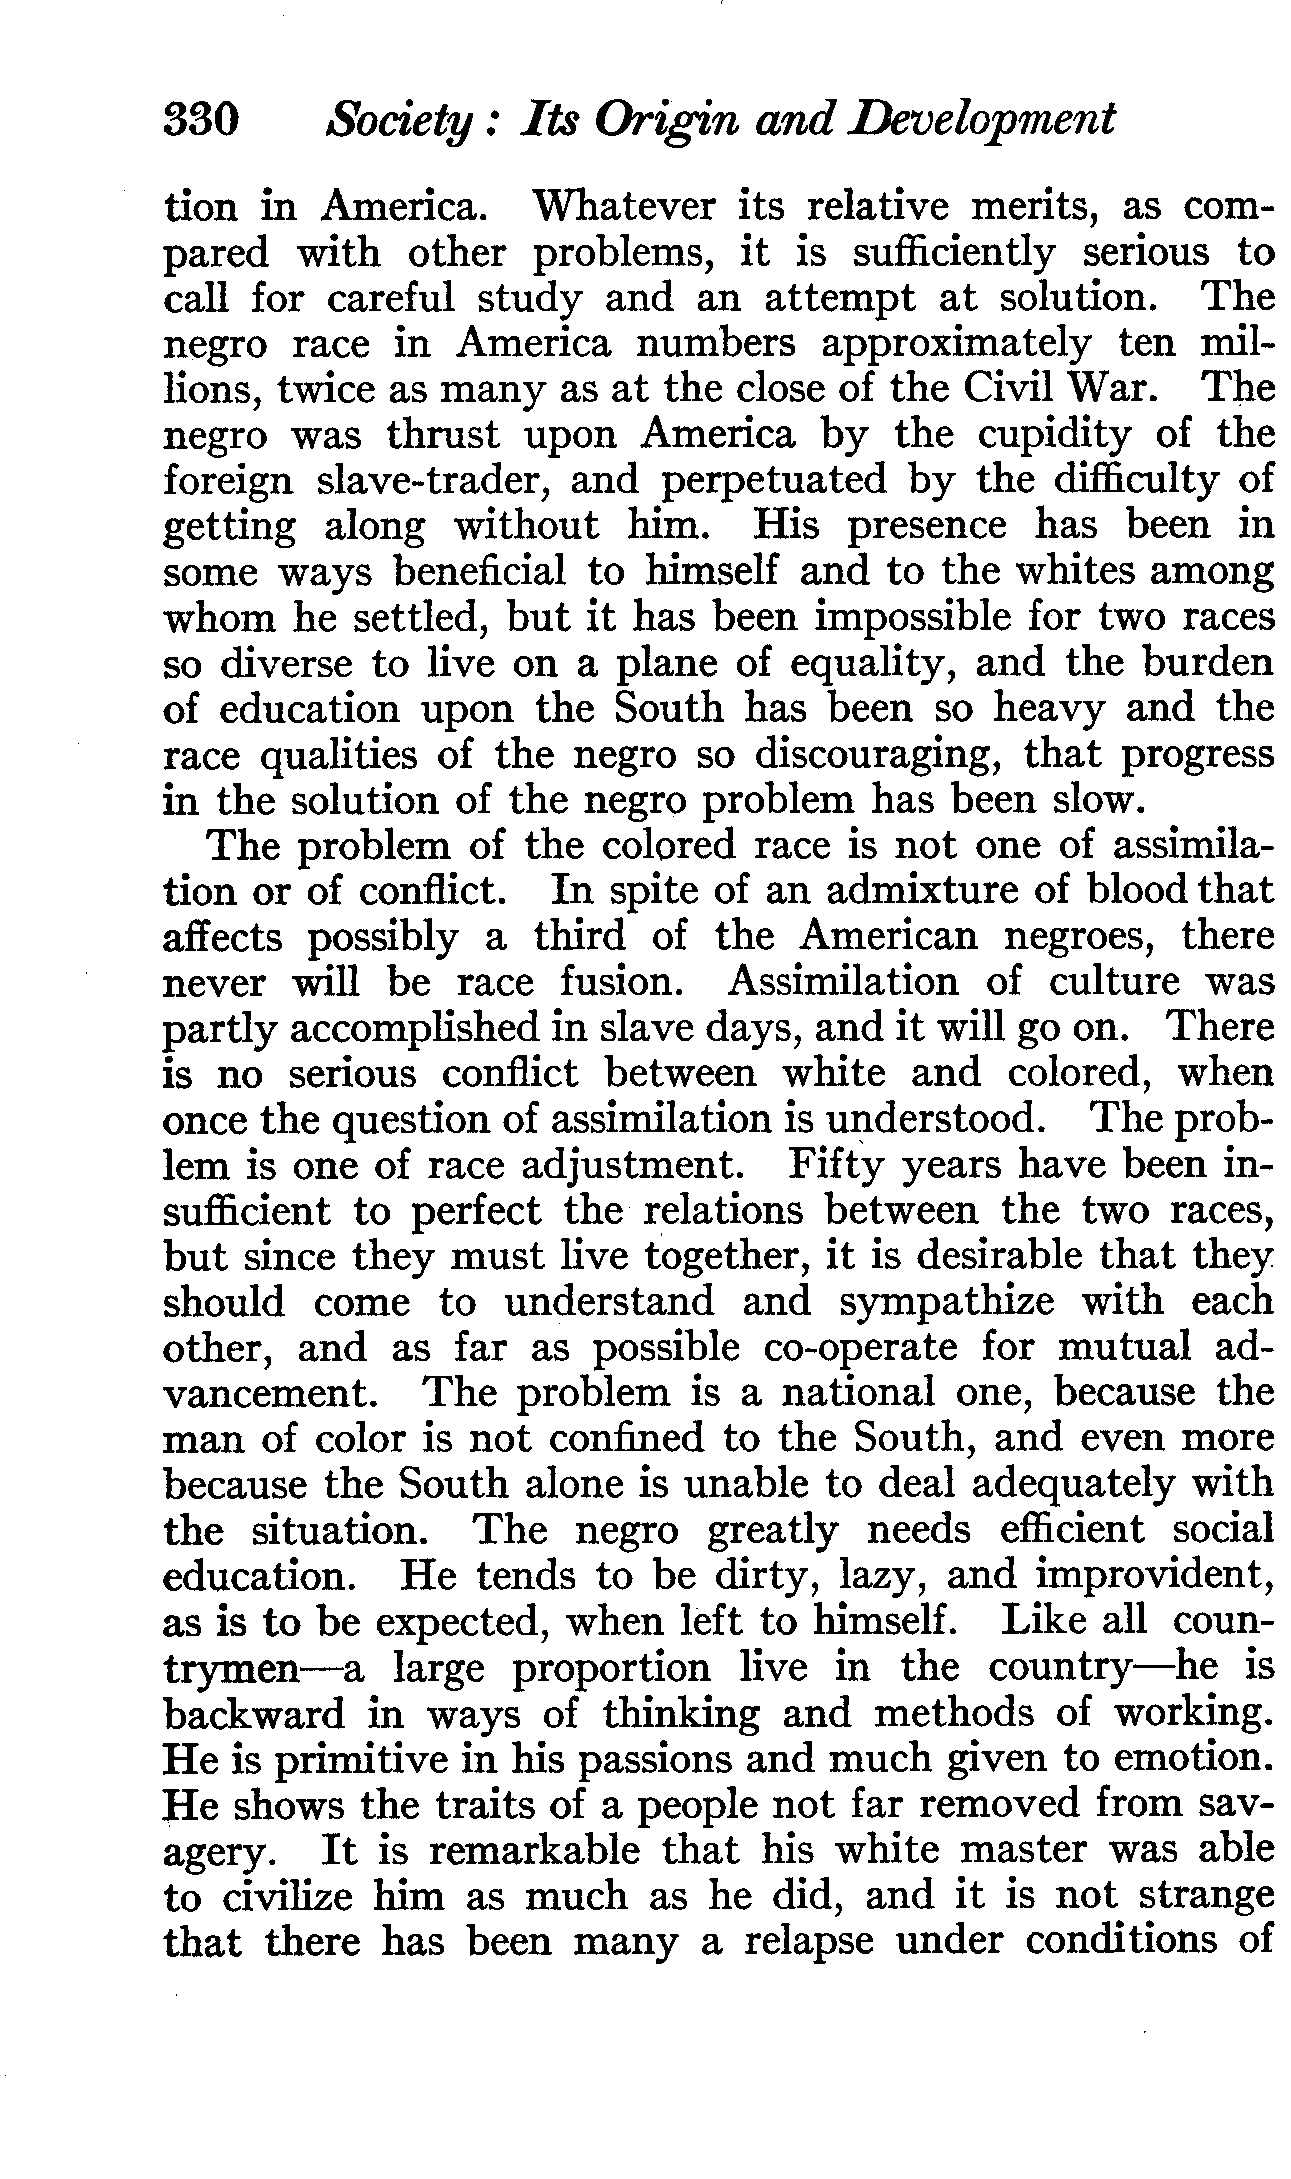 330 Society : Its Origin and Development
tion in America. Whatever its relative merits, as com-
pared with other problems, it is sufficiently serious to
call for careful study and an attempt at solution. The
negro race in America numbers approximately ten mil-
lions, twice as many as at the close of the Civil War. The
negro was thrust upon America by the cupidity of the
foreign slave-trader, and perpetuated by the difficulty of
getting along without him. His presence has been in
some ways beneficial to himself and to the whites among
whom he settled, but it has been impossible for two races
so diverse to live on a plane of equality, and the burden
of education upon the South has been so heavy and the
race qualities of the negro so discouraging, that progress
in the solution of the negro problem has been slow.
The problem of the colored race is not one of assimila-
tion or of conflict. In spite of an admixture of blood that
affects possibly a third of the American negroes, there
never will be race fusion. Assimilation of culture was
partly accomplished in slave days, and it will go on. There
is no serious conflict between white and colored, when
once the question of assimilation is understood. The prob-
lem is one of race adjustment. Fifty years have been in-
sufficient to perfect the relations between the two races,
but since they must live together, it is desirable that they
should come to understand and sympathize with each
other, and as far as possible co-operate for mutual ad-
vancement. The problem is a national one, because the
man of color is not confined to the South, and even more
because the South alone is unable to deal adequately with
the situation. The negro greatly needs efficient social
education. He tends to be dirty, lazy, and improvident,
as is to be expected, when left to himself. Like all coun-
trymen—a large proportion live in the country—he is
backward in ways of thinking and methods of working.
He is primitive in his passions and much given to emotion.
He shows the traits of a people not far removed from sav-
agery. It is remarkable that his white master was able
to civilize him as much as he did, and it is not strange
that there has been many a relapse under conditions of